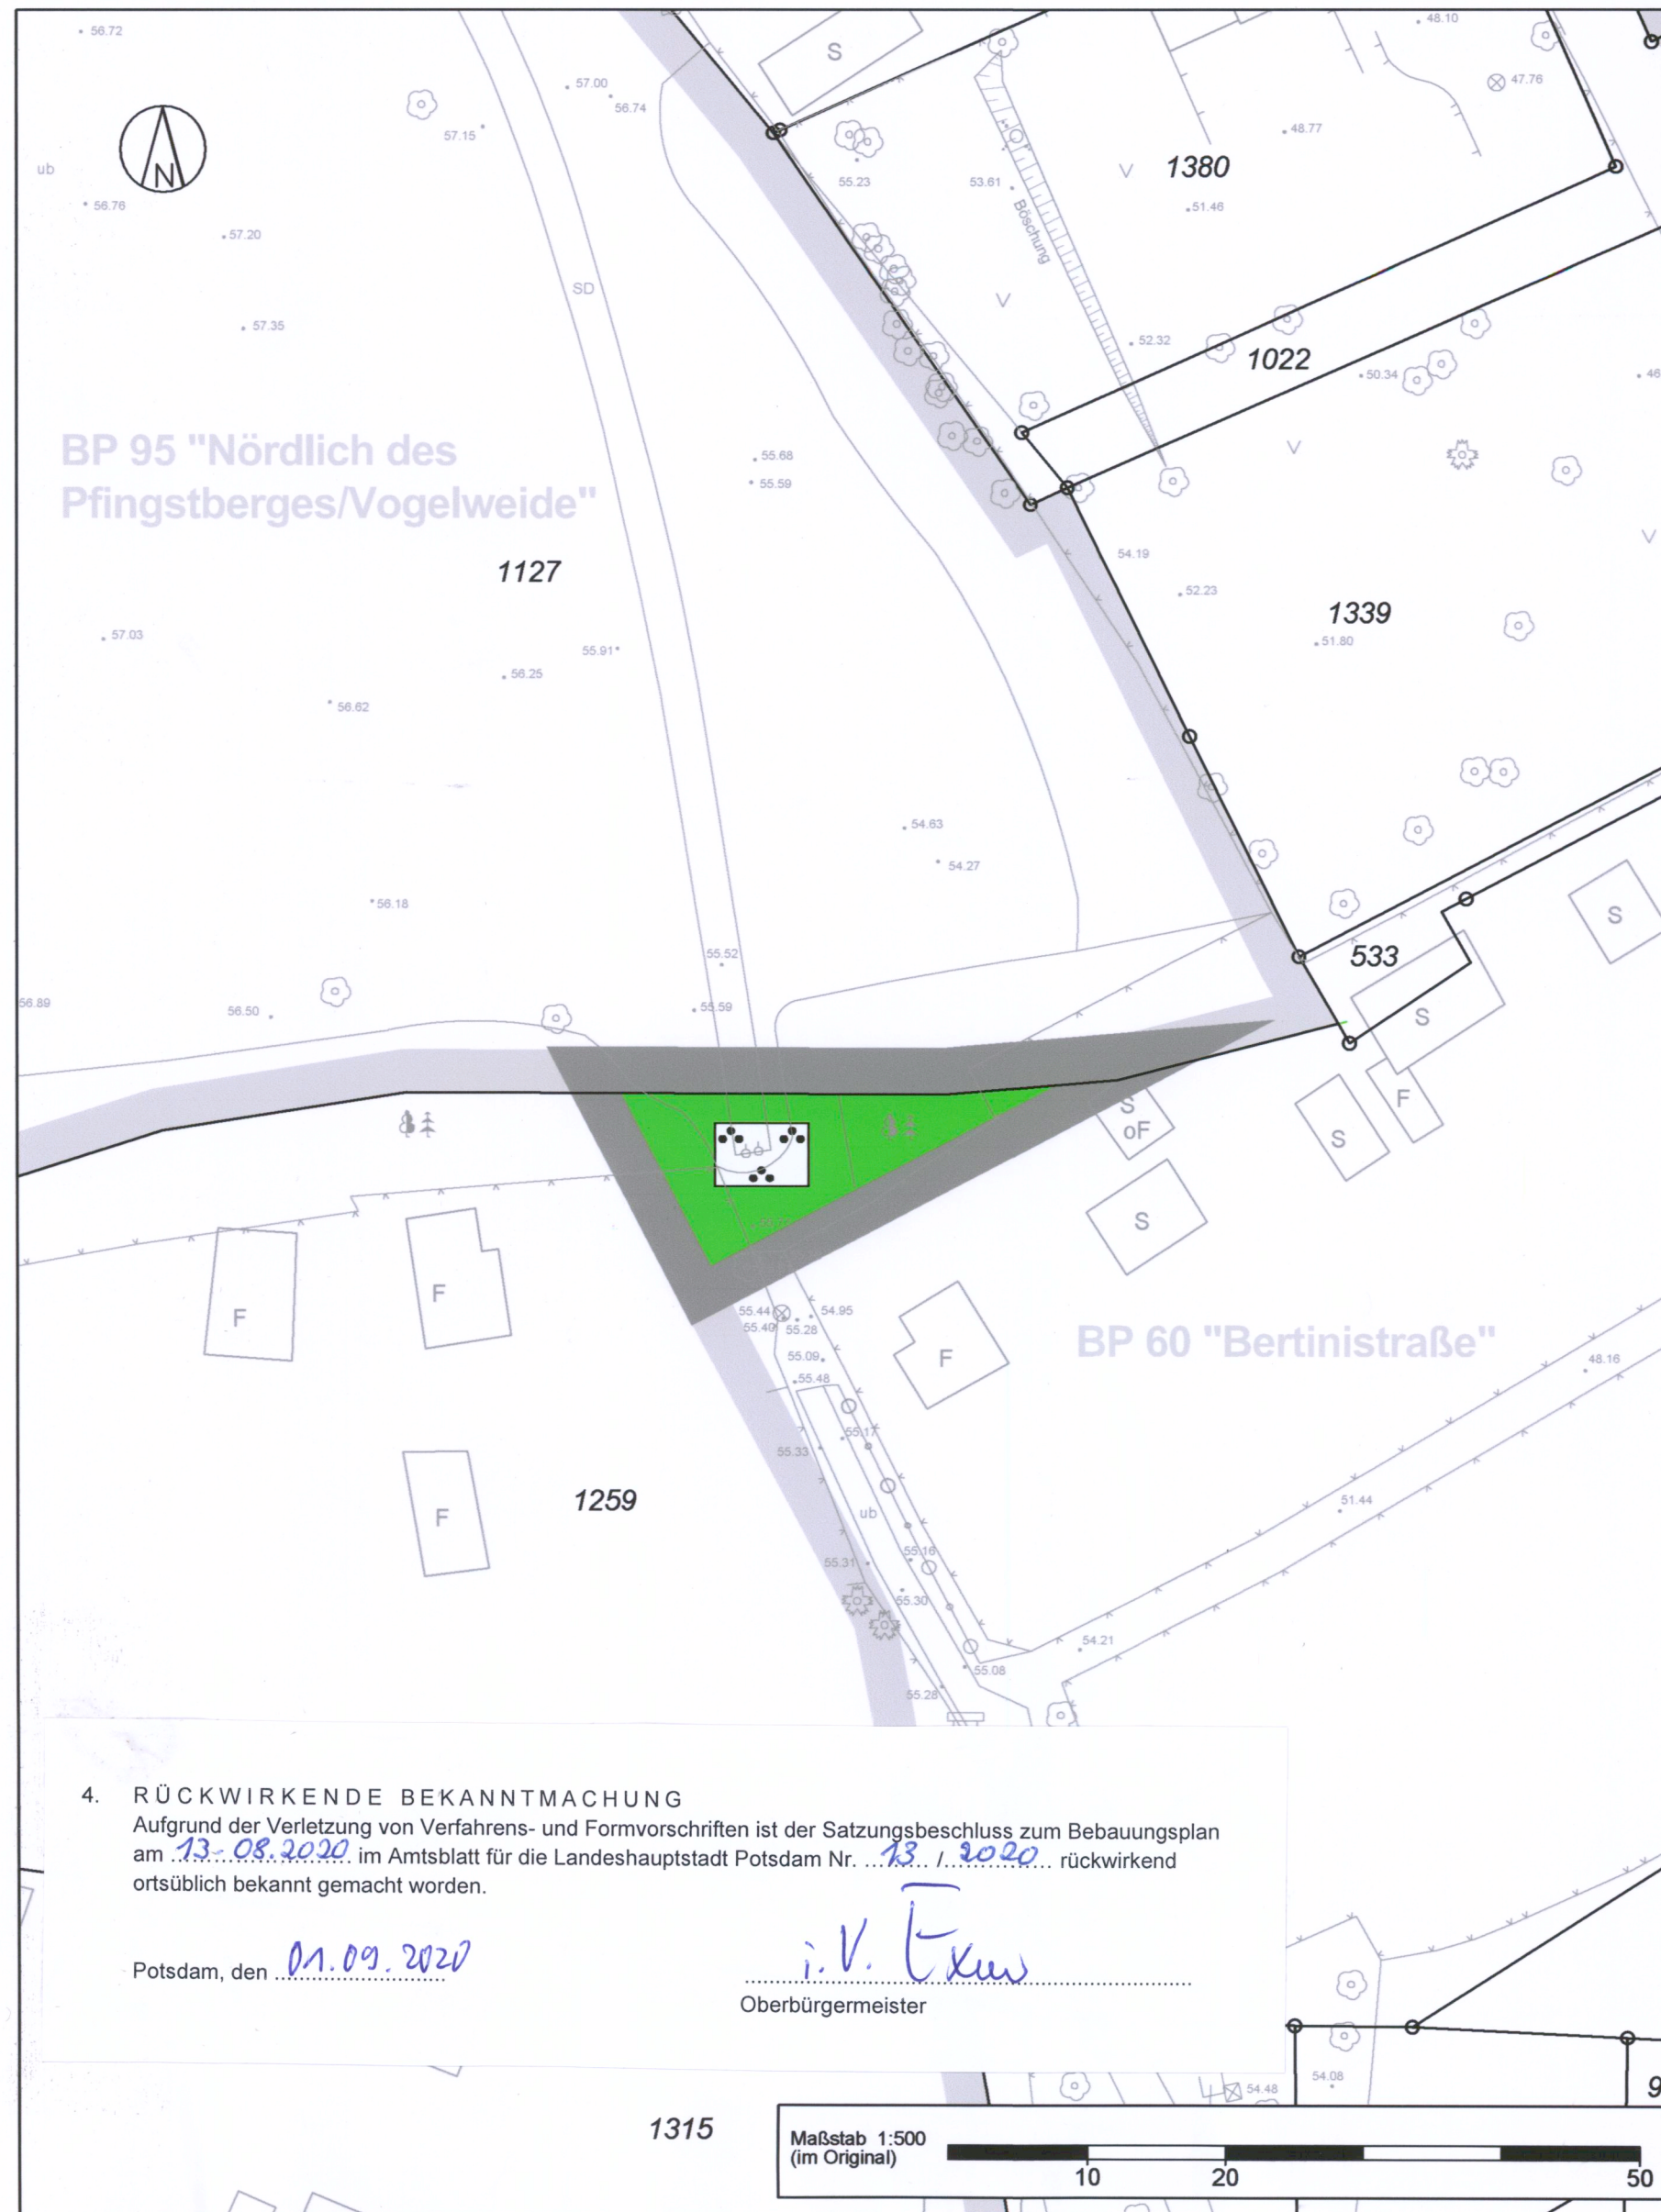 56.72
48.10
S
57.00
56.74
47.76
57.15
48.77
ub
N
55.23
53.61
1380
56.76
51.46
57.20
Böschung
SD
57.35
52.32
1022
50.34
46
BP 95 "Nördlich des
Pfingstberges/Vogelweide"
55.68
55.59
1127
54.19
52.23
1339
57.03
51.80
55.91
56.25
56.62
54.63
54.27
56.18
55.52
533
S
56.89
56.50
55.59
S
F
S
oF
S
S
F
F
55.44
54.95
55.40
55.28
BP 60 "Bertinistraße"
55.09
F
48.16
55.48
55.17
55.33
1259
51.44
F
ub
55.16
55.31
55.30
54.21
55.08
55.28
4. RÜCKWIRKENDE BEKANNTMACHUNG
Aufgrund der Verletzung von Verfahrens- und Formvorschriften ist der Satzungsbeschluss zum Bebauungsplan
am 13.08.2020 im Amtsblatt für die Landeshauptstadt Potsdam Nr. 13 / 2020 rückwirkend
ortsüblich bekannt gemacht worden.
Potsdam, den 01.09.2020
i.V.
Oberbürgermeister
54.08
54.48
9
1315
Maßstab 1:500
(im Original)
10 20 50